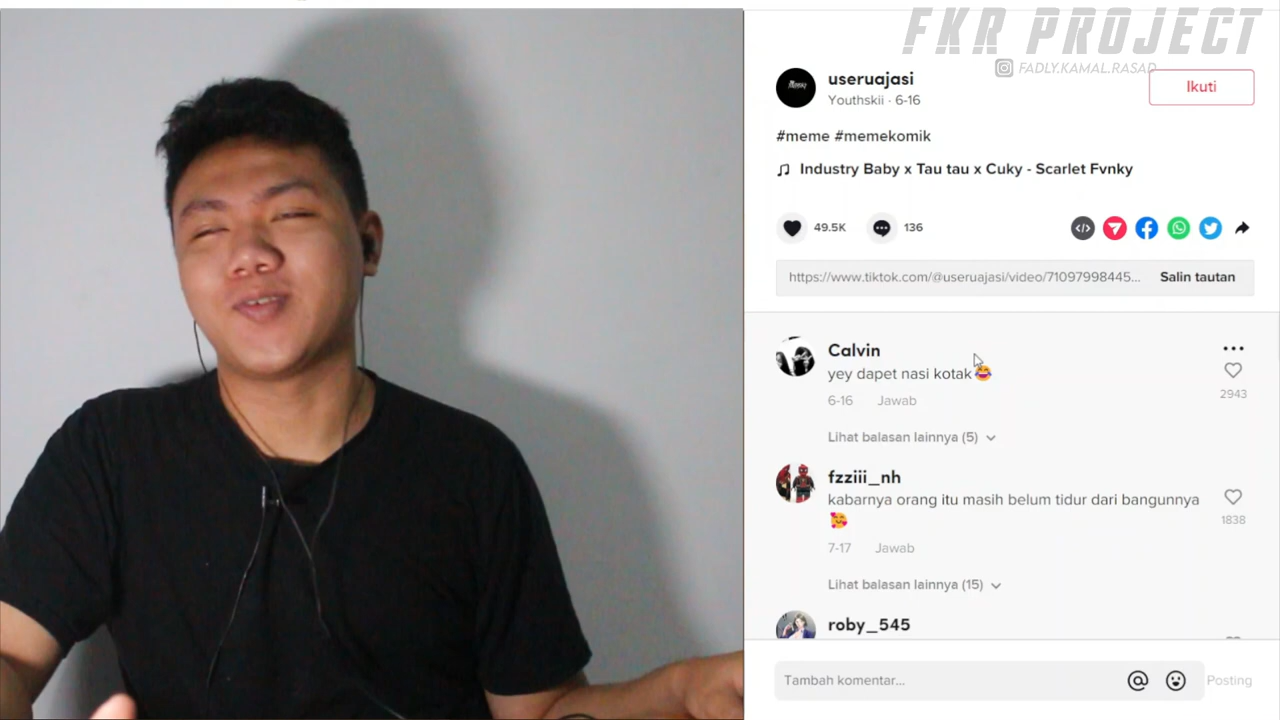 FKR PROJECT
FADLY.KAMAL.RASAD
useruajasi
Youthskii · 6-16
Ikuti
#meme #memekomik
Industry Baby x Tau tau x Cuky - Scarlet Fvnky
49.5K
136
https://www.tiktok.com/@useruajasi/video/71097998445...
Salin tautan
Calvin
yey dapet nasi kotak😂
2943
6-16 Jawab
Lihat balasan lainnya (5)
fzziii_nh
kabarnya orang itu masih belum tidur dari bangunnya
🥰
1838
7-17 Jawab
Lihat balasan lainnya (15)
roby_545
Tambah komentar...
Posting